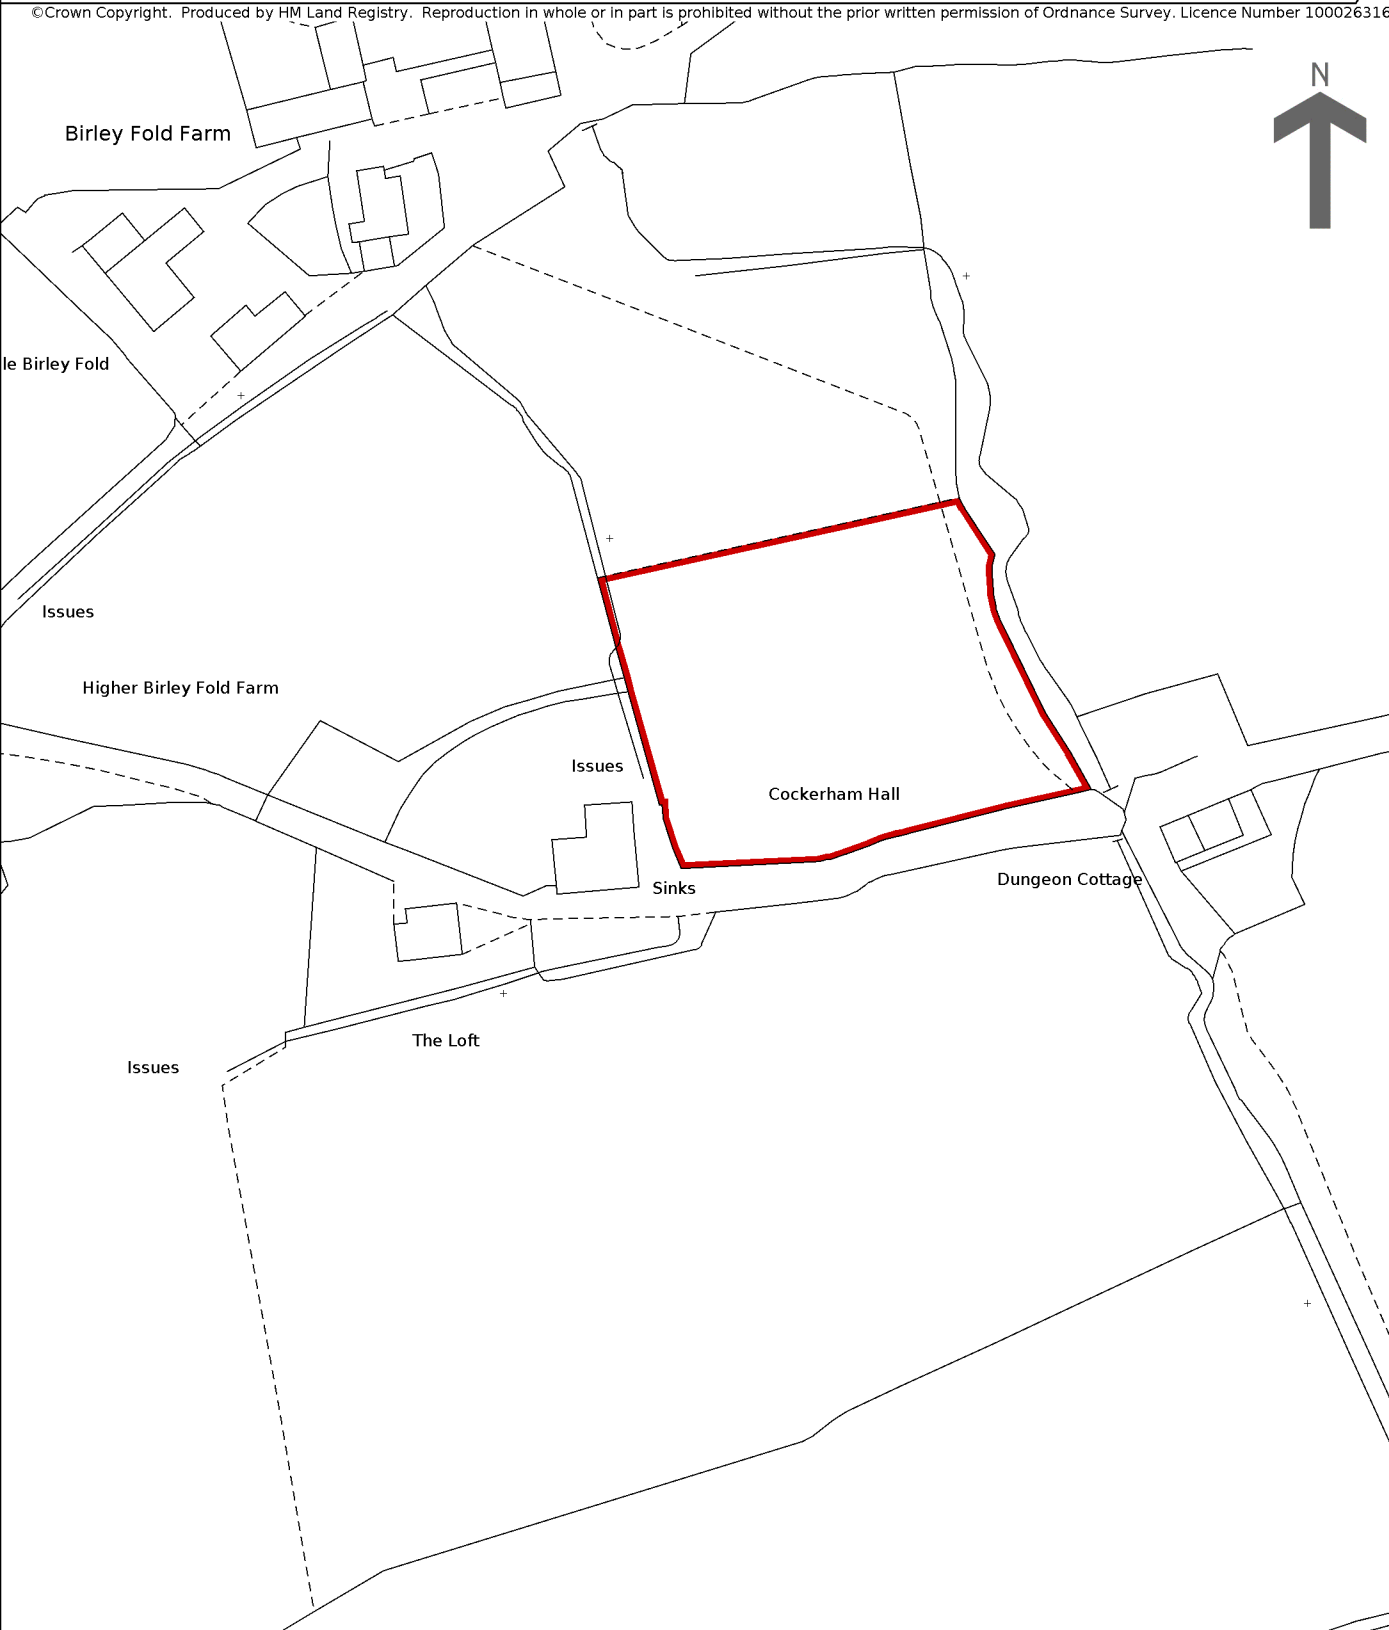 ©Crown Copyright. Produced by HM Land Registry. Reproduction in whole or in part is prohibited without the prior written permission of Ordnance Survey. Licence Number 100026316
N
Birley Fold Farm
le Birley Fold
Issues
Higher Birley Fold Farm
Issues
Cockerham Hall
Dungeon Cottage
Sinks
The Loft
Issues